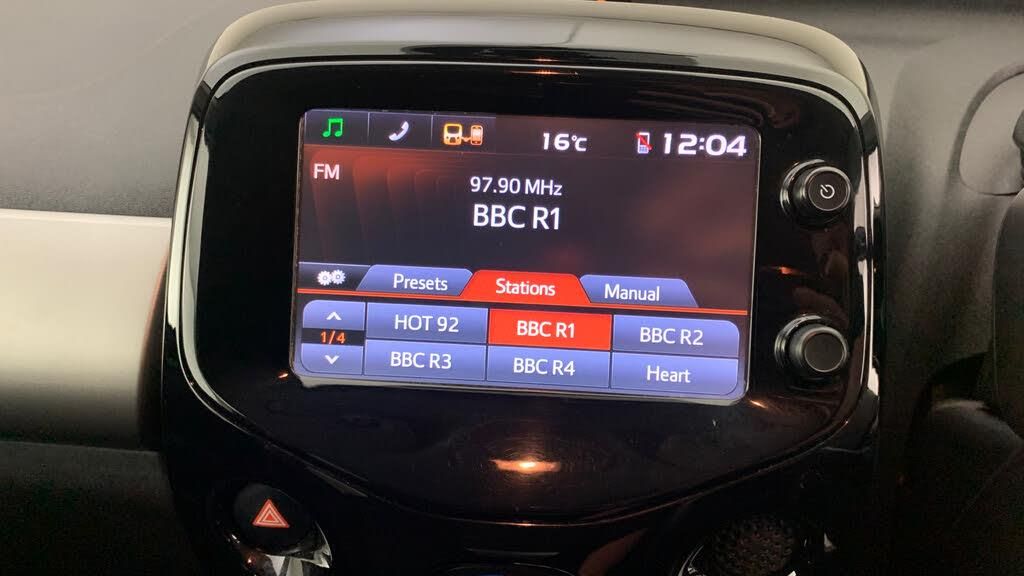 16°C 12:04
FM
97.90 MHz
BBC R1
Presets Stations Manual
1/4
HOT 92 BBC R1 BBC R2
BBC R3 BBC R4 Heart